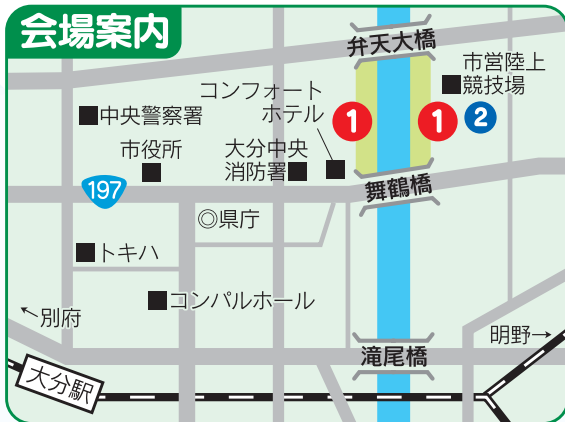 会場案内
弁天大橋
市営陸上
競技場
コンフォート
ホテル
中央警察署
1
1
2
市役所
大分中央
消防署
197
舞鶴橋
◎県庁
トキハ
コンパルホール
←別府
明野→
滝尾橋
大分駅